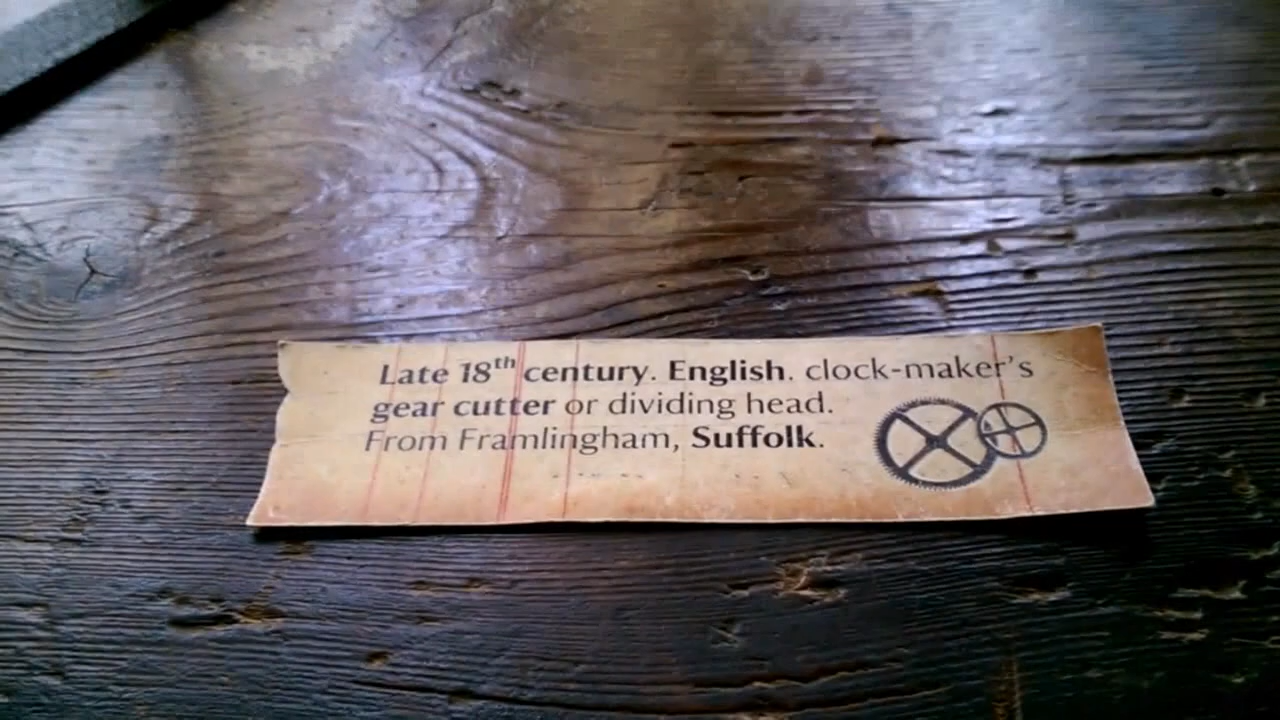 Late 18th century. English. clock-maker's
gear cutter or dividing head.
From Framlingham, Suffolk.